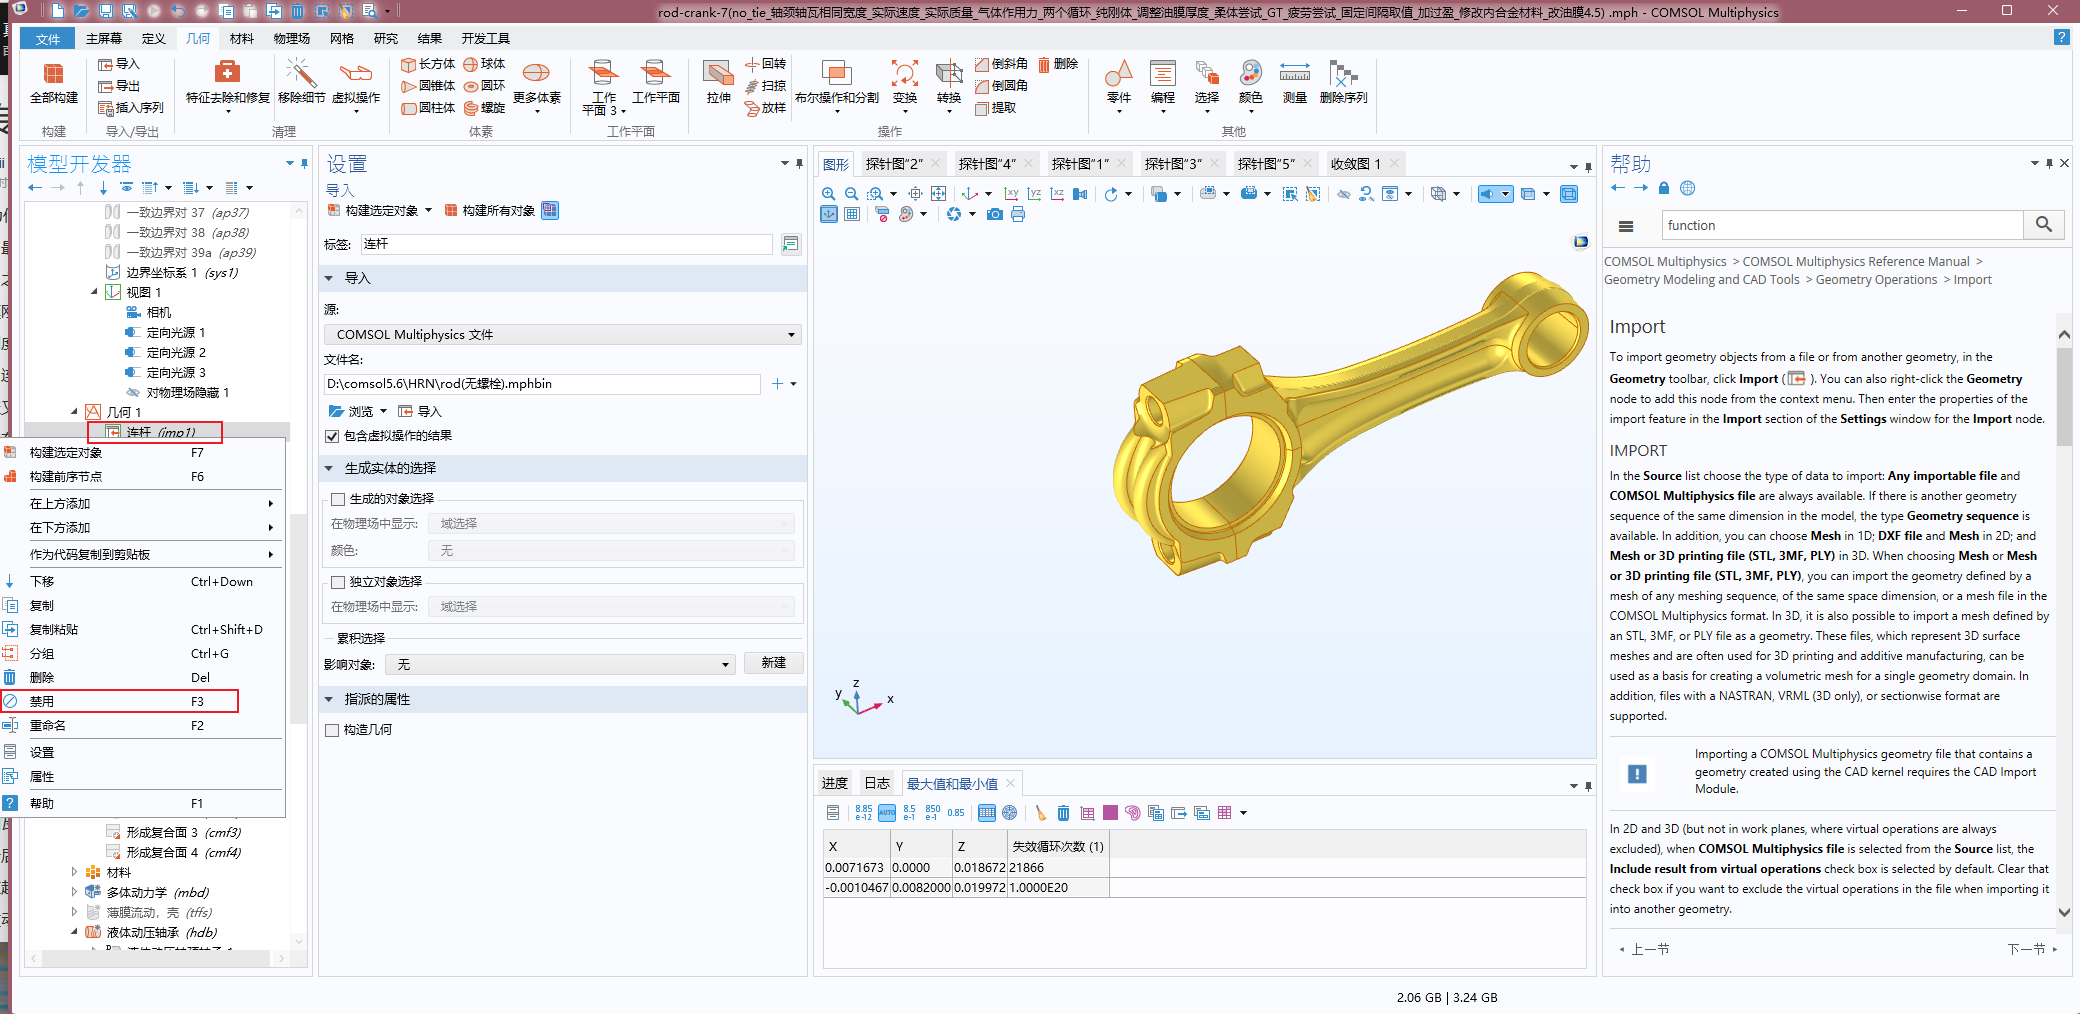 rod-crank-7(no_tie_轴颈轴瓦相同宽度_实际速度_实际质量_气体作用力_两个循环_纯刚体_调整油膜厚度_柔体尝试_GT_疲劳尝试_固定间隔取值_加过盈_修改内合金材料_改油膜4.5) .mph - COMSOL Multiphysics
文件 主屏幕 定义 几何 材料 物理场 网格 研究 结果 开发工具
全部构建
构建
导入
导出
插入序列
导入/导出
特征去除和修复 移除细节 虚拟操作
清理
长方体 球体
圆锥体 圆环
圆柱体 螺旋
更多体素
体素
工作
平面 3
工作平面
工作平面
拉伸
回转
扫掠
放样
布尔操作和分割 变换 转换
倒斜角 删除
倒圆角
提取
操作
零件 编程 选择 颜色 测量 删除序列
其他
模型开发器
一致边界对 37 (ap37)
一致边界对 38 (ap38)
一致边界对 39a (ap39)
边界坐标系 1 (sys1)
视图 1
相机
定向光源 1
定向光源 2
定向光源 3
对物理场隐藏 1
几何 1
连杆 (imp1)
构建选定对象 F7
构建前序节点 F6
在上方添加
在下方添加
作为代码复制到剪贴板
下移 Ctrl+Down
复制
复制粘贴 Ctrl+Shift+D
分组 Ctrl+G
删除 Del
禁用 F3
重命名 F2
设置
属性
帮助 F1
形成复合面 3 (cmf3)
形成复合面 4 (cmf4)
材料
多体动力学 (mbd)
薄膜流动，壳 (tffs)
液体动压轴承 (hdb)
设置
导入
构建选定对象 构建所有对象
标签: 连杆
导入
源:
COMSOL Multiphysics 文件
文件名:
D:\comsol5.6\HRN\rod(无螺栓).mphbin
浏览 导入
包含虚拟操作的结果
生成实体的选择
生成的对象选择
在物理场中显示: 域选择
颜色: 无
独立对象选择
在物理场中显示: 域选择
累积选择
影响对象: 无 新建
指派的属性
构造几何
图形 探针图"2" 探针图"4" 探针图"1" 探针图"3" 探针图"5" 收敛图 1
xy yz xz
z
y
x
进度 日志 最大值和最小值
8.85
e-12
AUTO
8.5
e-1
850
e-1
0.85
X Y Z 失效循环次数 (1)
0.0071673 0.0000 0.018672 21866
-0.0010467 0.0082000 0.019972 1.0000E20
帮助
function
COMSOL Multiphysics > COMSOL Multiphysics Reference Manual >
Geometry Modeling and CAD Tools > Geometry Operations > Import
Import
To import geometry objects from a file or from another geometry, in the
Geometry toolbar, click Import ( ). You can also right-click the Geometry
node to add this node from the context menu. Then enter the properties of the
import feature in the Import section of the Settings window for the Import node.
IMPORT
In the Source list choose the type of data to import: Any importable file and
COMSOL Multiphysics file are always available. If there is another geometry
sequence of the same dimension in the model, the type Geometry sequence is
available. In addition, you can choose Mesh in 1D; DXF file and Mesh in 2D; and
Mesh or 3D printing file (STL, 3MF, PLY) in 3D. When choosing Mesh or Mesh
or 3D printing file (STL, 3MF, PLY), you can import the geometry defined by a
mesh of any meshing sequence, of the same space dimension, or a mesh file in the
COMSOL Multiphysics format. In 3D, it is also possible to import a mesh defined by
an STL, 3MF, or PLY file as a geometry. These files, which represent 3D surface
meshes and are often used for 3D printing and additive manufacturing, can be
used as a basis for creating a volumetric mesh for a single geometry domain. In
addition, files with a NASTRAN, VRML (3D only), or sectionwise format are
supported.
Importing a COMSOL Multiphysics geometry file that contains a
geometry created using the CAD kernel requires the CAD Import
Module.
In 2D and 3D (but not in work planes, where virtual operations are always
excluded), when COMSOL Multiphysics file is selected from the Source list, the
Include result from virtual operations check box is selected by default. Clear that
check box if you want to exclude the virtual operations in the file when importing it
into another geometry.
上一节 下一节
2.06 GB | 3.24 GB